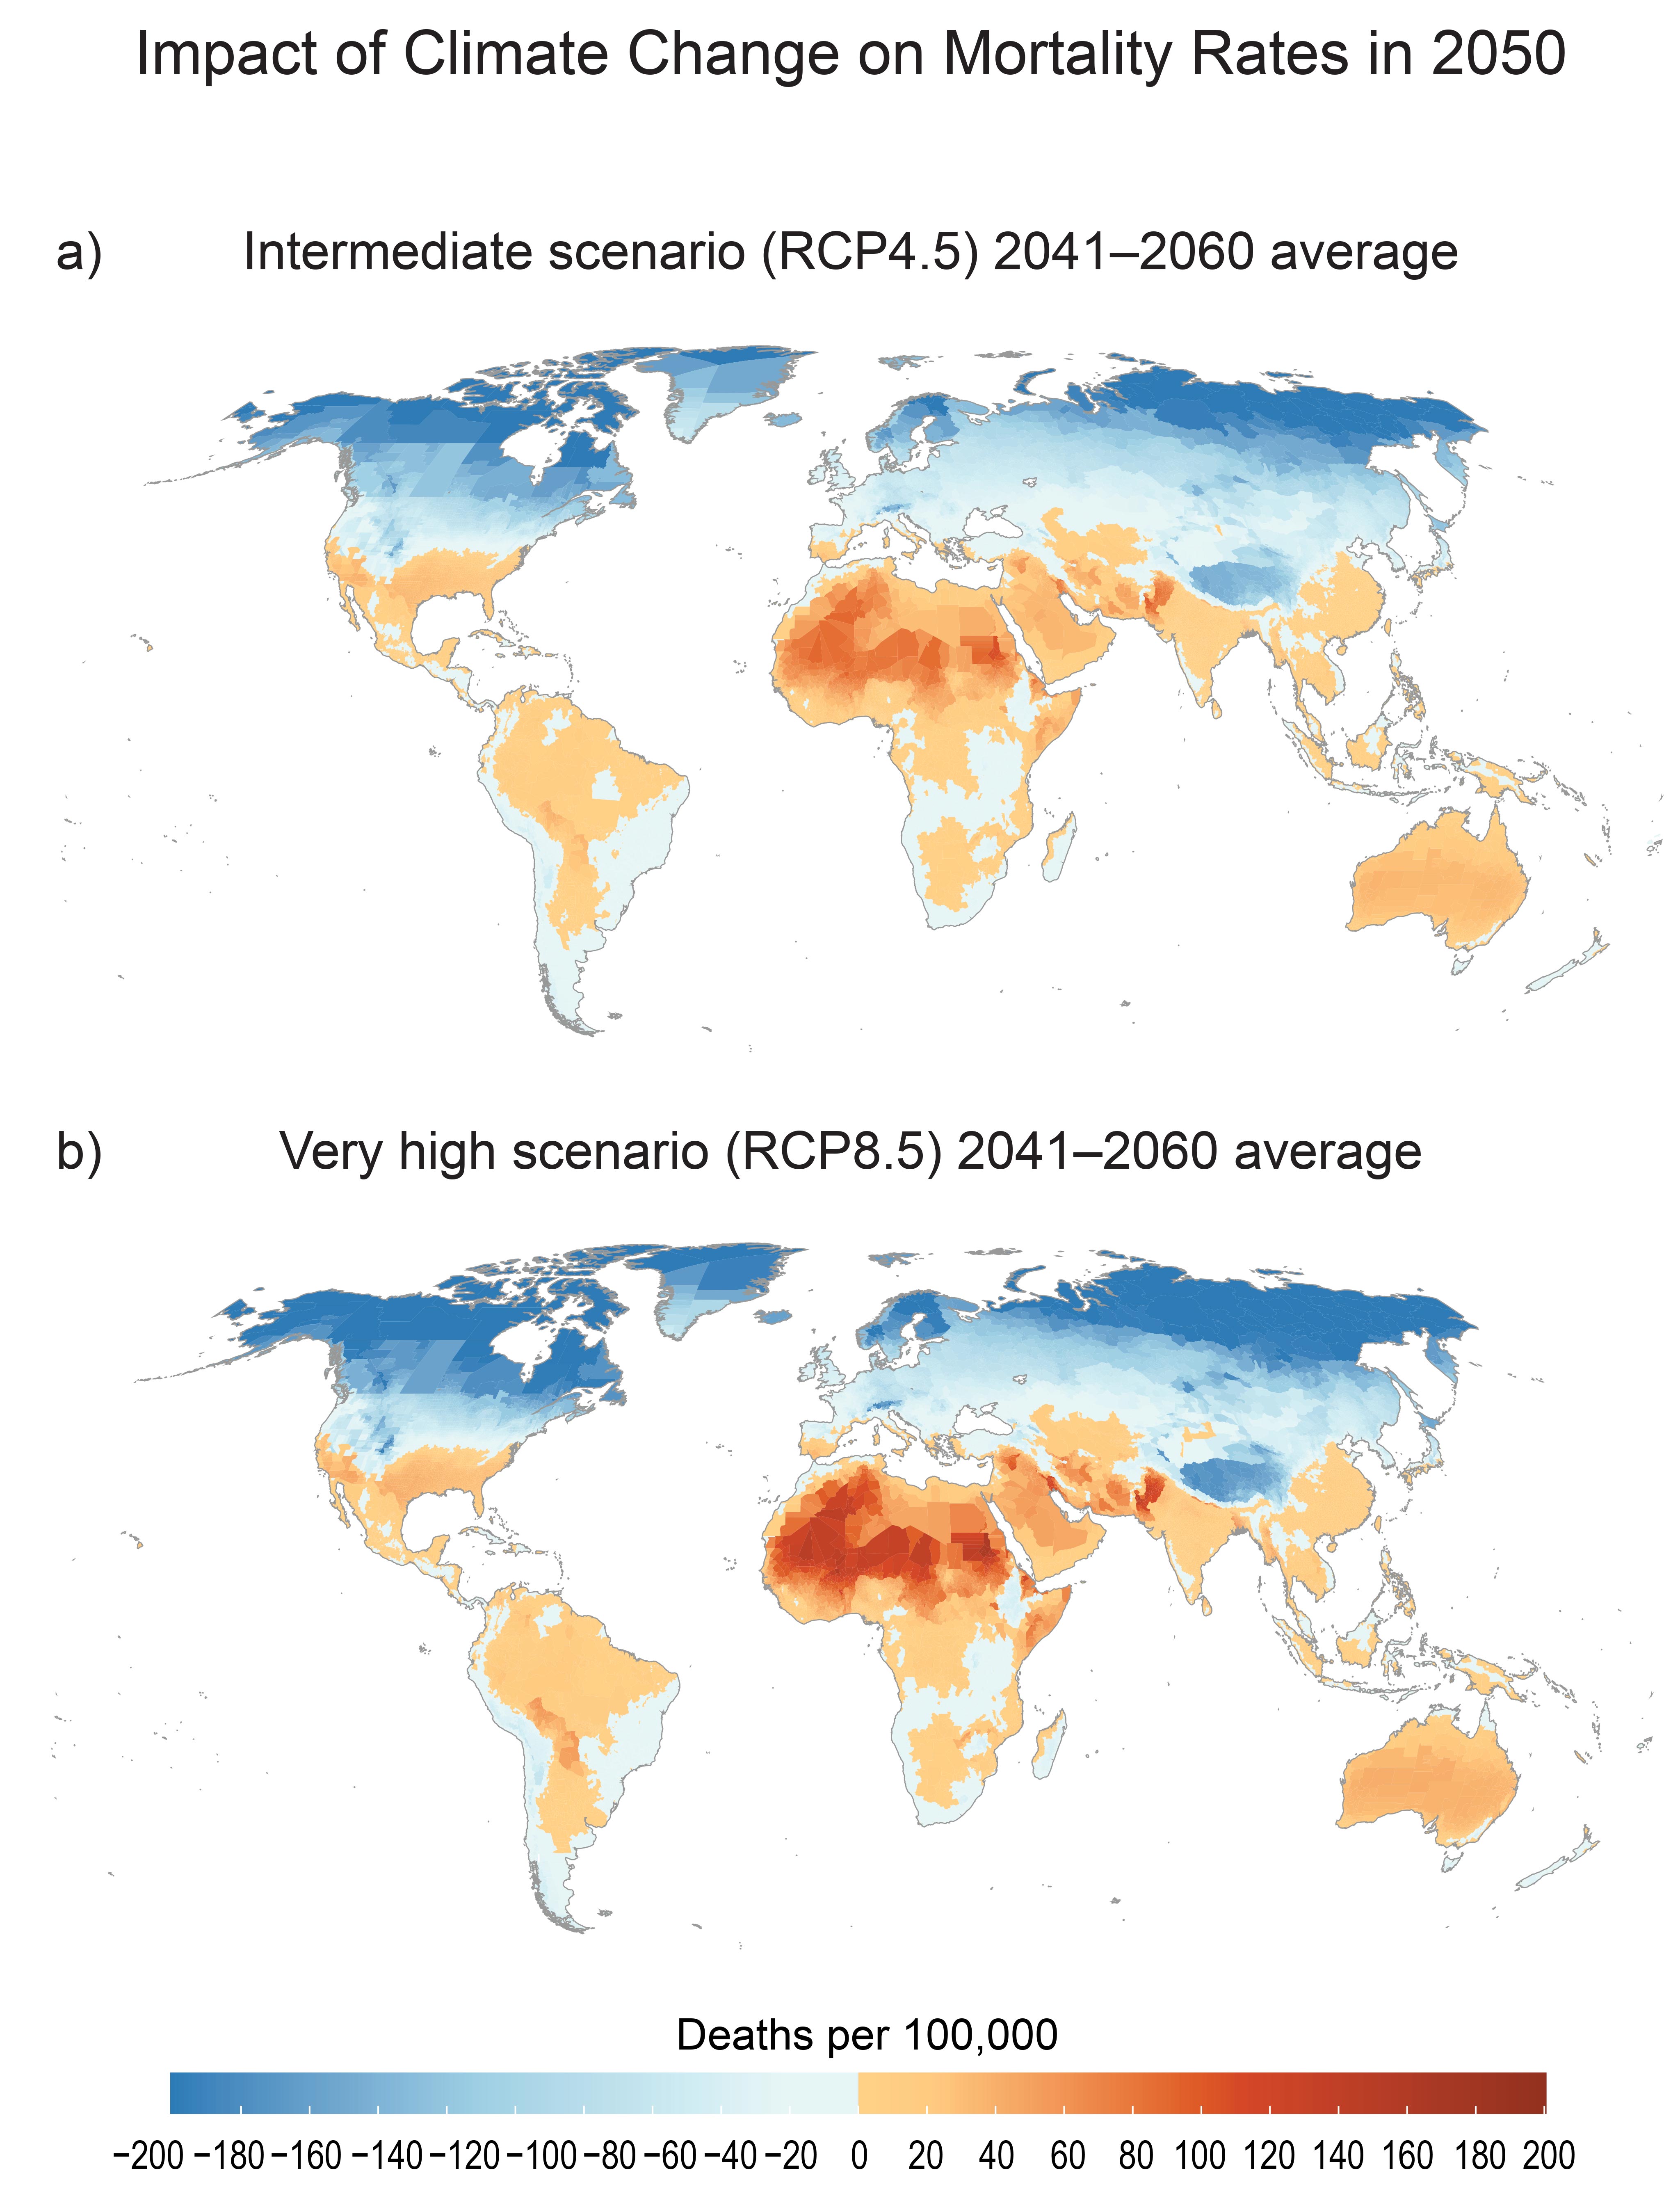 Impact of Climate Change on Mortality Rates in 2050
a) Intermediate scenario (RCP4.5) 2041–2060 average
b) Very high scenario (RCP8.5) 2041–2060 average
Deaths per 100,000
−200 −180 −160 −140 −120 −100 −80 −60 −40 −20 0 20 40 60 80 100 120 140 160 180 200